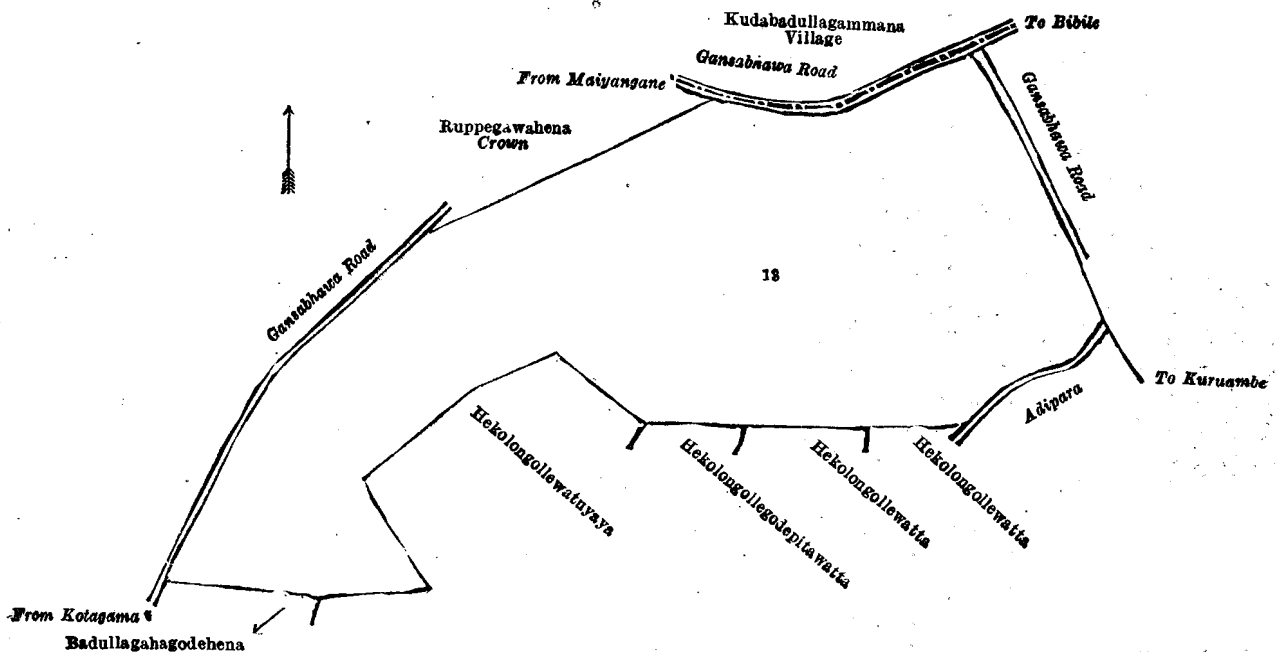 Kudabadullagammana
Village
To Bibile
Gansabhawa Road
From Maiyangane
Gansabhawa Road
Ruppegawahena
Crown
Gansabhawa Road
13
To Kuruambe
Adipara
Hekolongollewatuyaya
Hekolongollegodepitawatta
Hekolongollewatta
Hekolongollewatta
From Kotagama
Badullagahagodehena